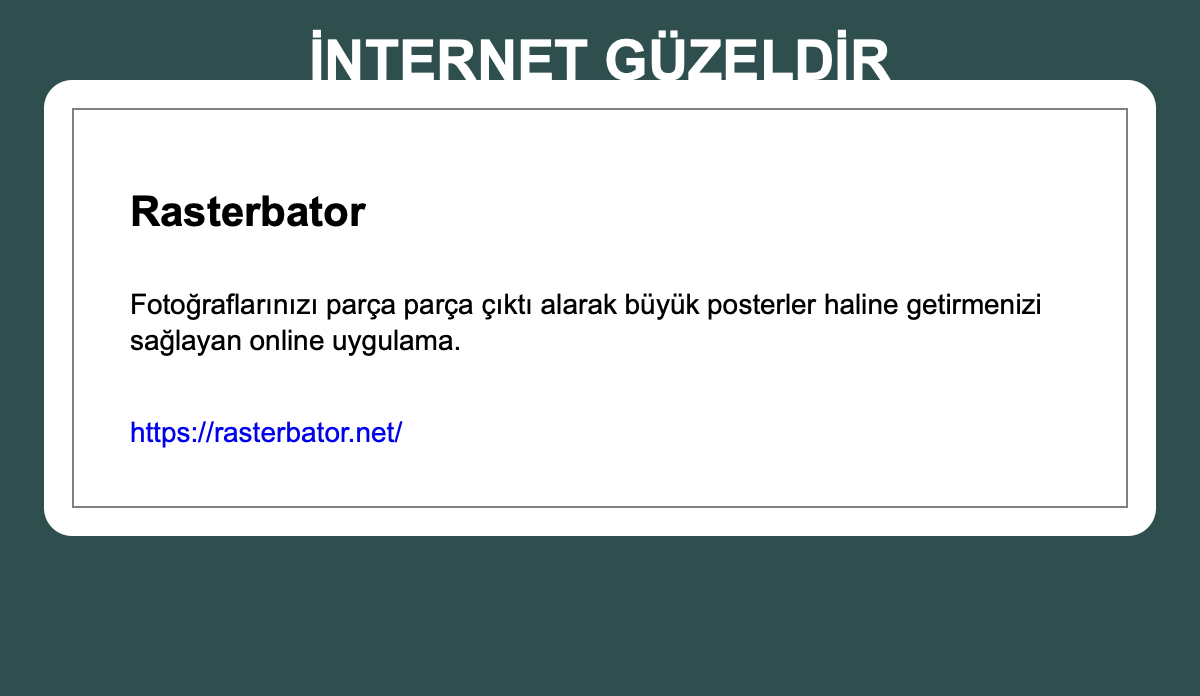 İNTERNET GÜZELDİR
Rasterbator
Fotoğraflarınızı parça parça çıktı alarak büyük posterler haline getirmenizi
sağlayan online uygulama.
https://rasterbator.net/